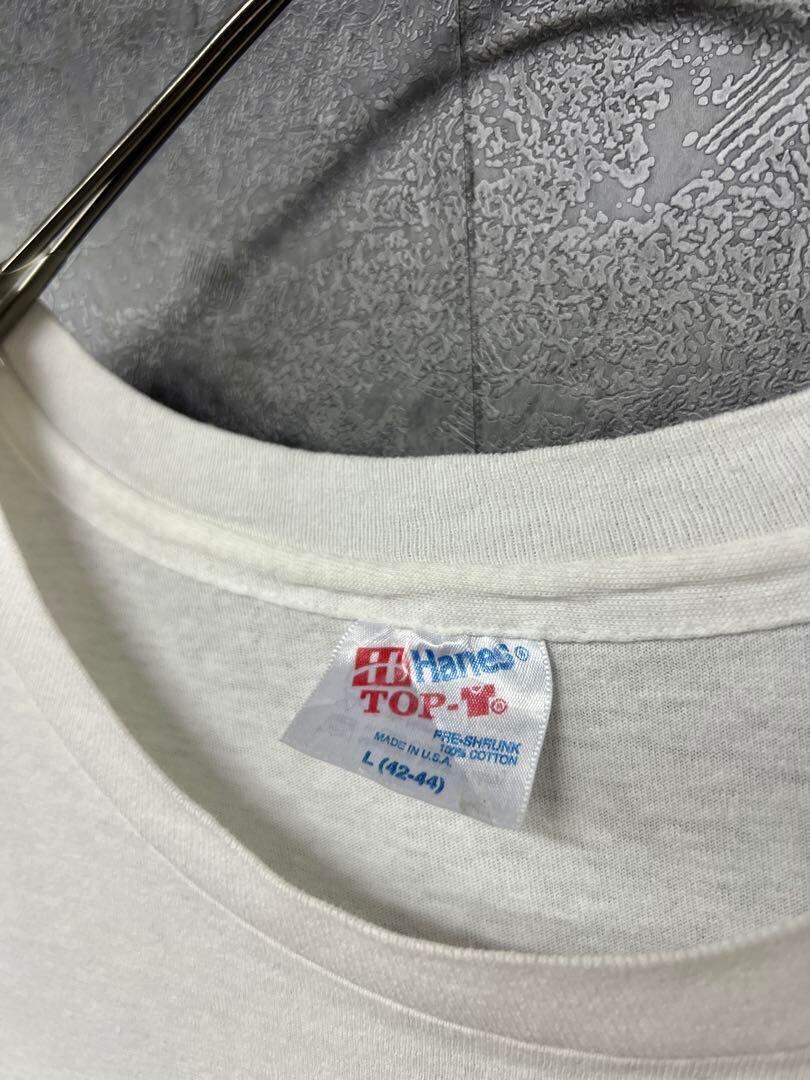 Hanes®
TOP-®
PRE-SHRUNK
100% COTTON
MADE IN U.S.A.
L (42-44)